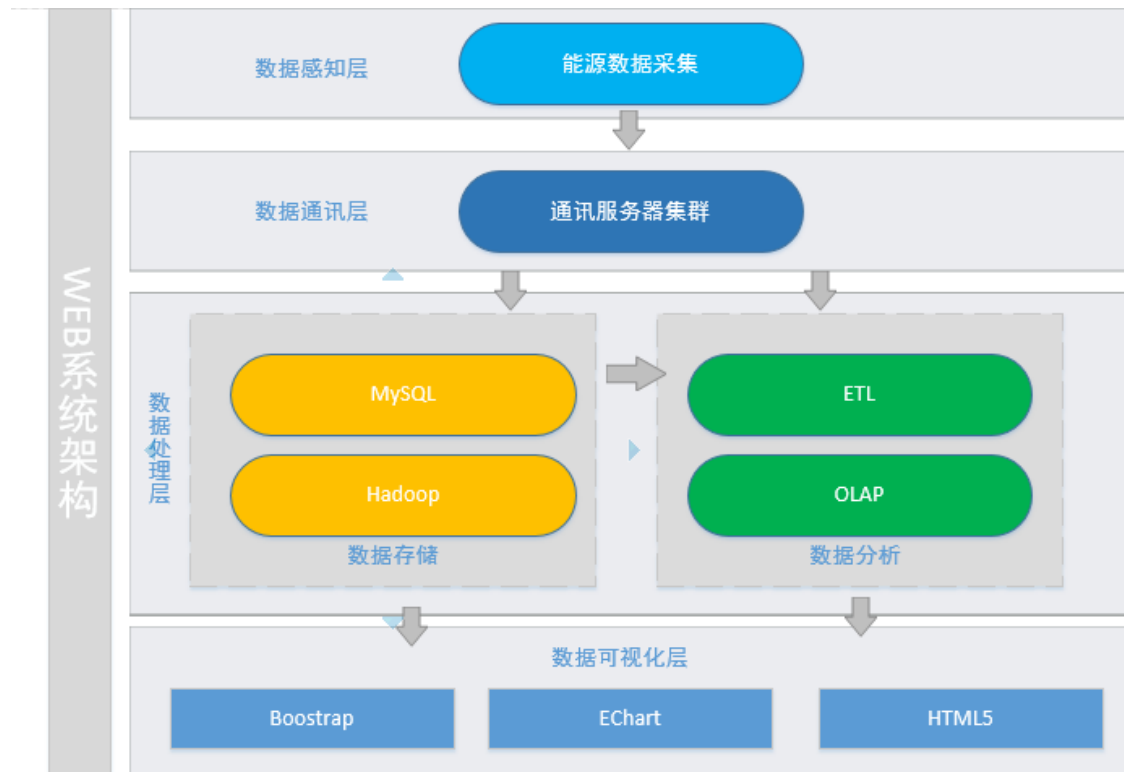 WEB系统架构
数据感知层
能源数据采集
数据通讯层
通讯服务器集群
数据处理层
MySQL
Hadoop
数据存储
ETL
OLAP
数据分析
数据可视化层
Boostrap
EChart
HTML5